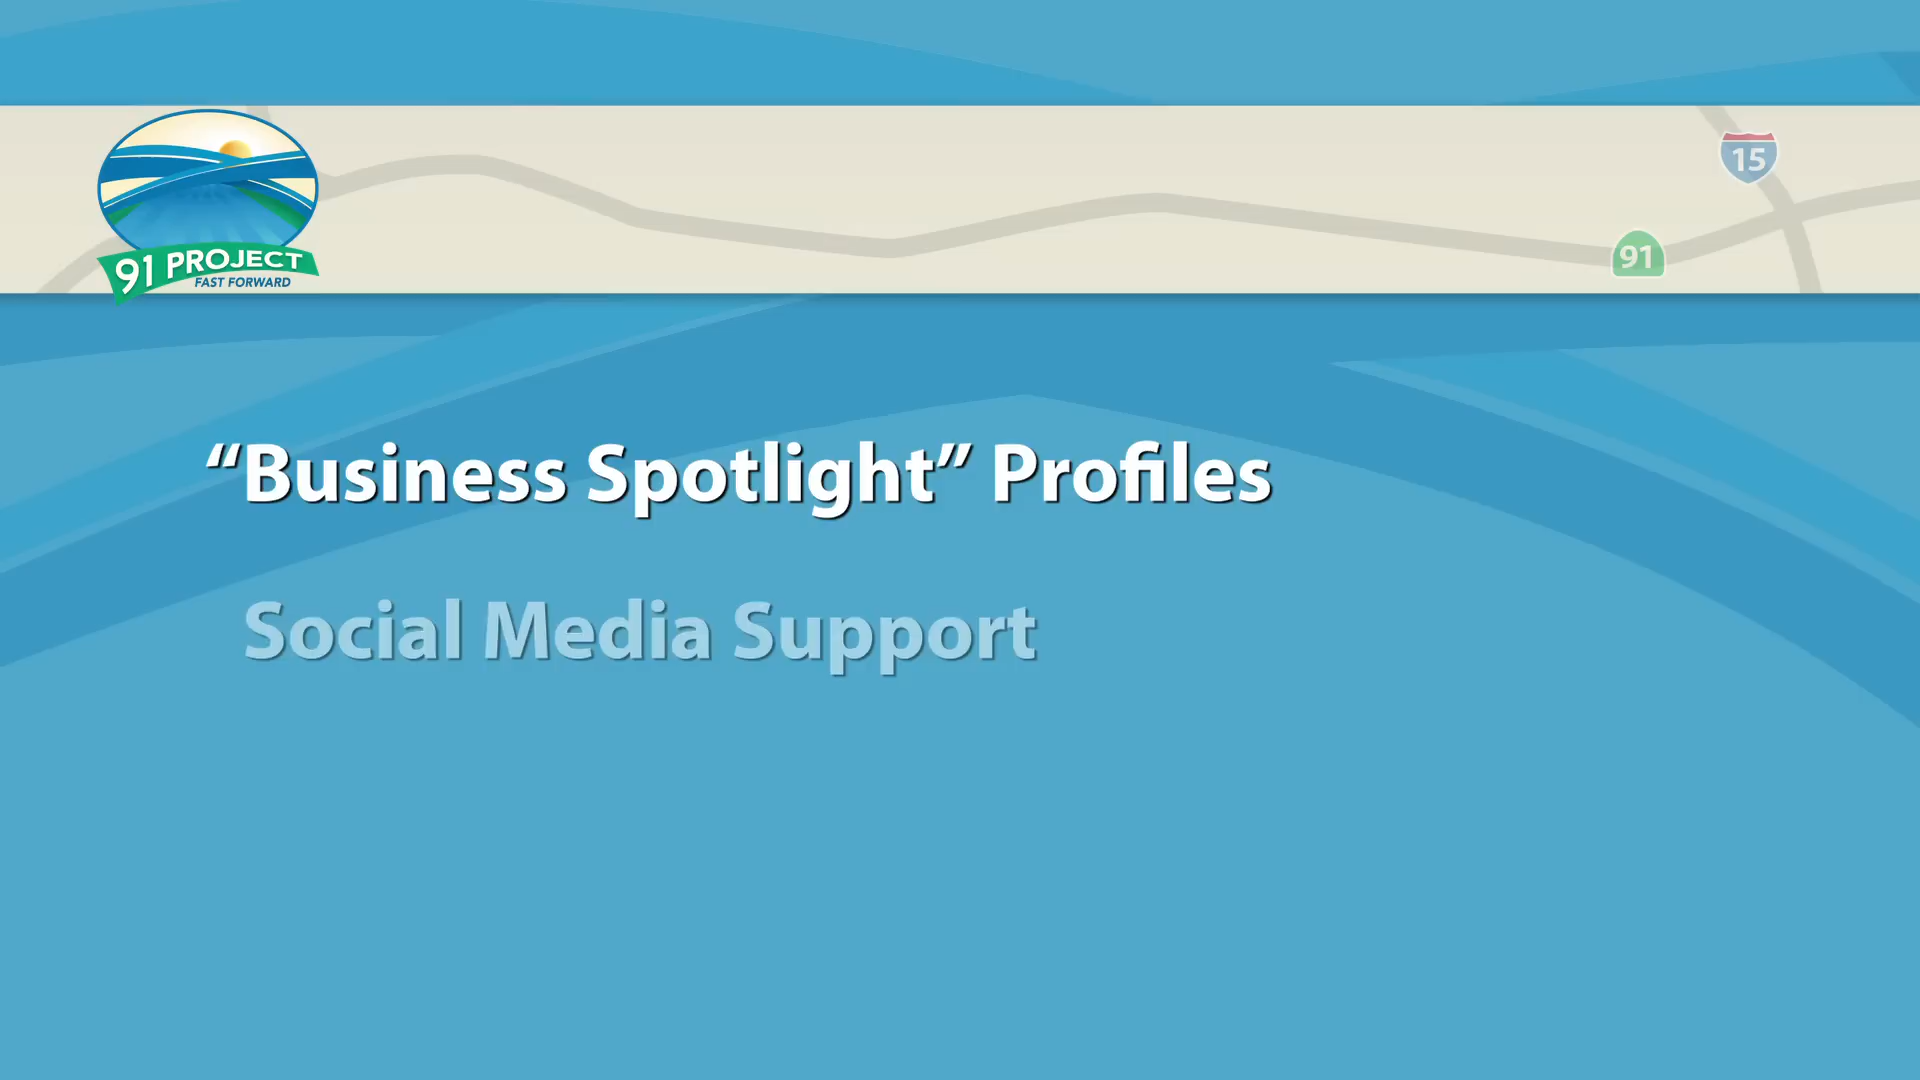 15
91
91 PROJECT
FAST FORWARD
“Business Spotlight” Profiles
Social Media Support